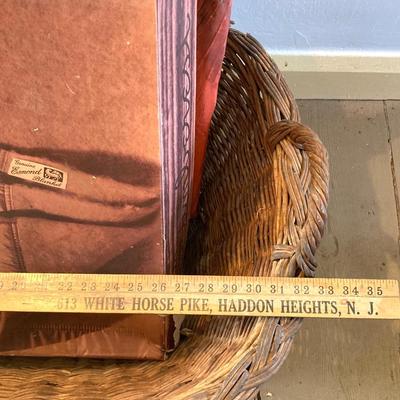 Genuine
Esmond
Blanket
22 23 24 25 26 27 28 29 30 31 32 33 34 35
613 WHITE HORSE PIKE, HADDON HEIGHTS, N. J.